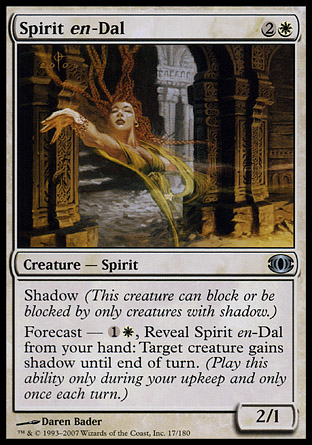 Spirit en-Dal 2
Creature — Spirit
Shadow (This creature can block or be
blocked by only creatures with shadow.)
Forecast — 1, Reveal Spirit en-Dal
from your hand: Target creature gains
shadow until end of turn. (Play this
ability only during your upkeep and only
once each turn.)
2/1
Daren Bader
™ & © 1993–2007 Wizards of the Coast, Inc. 17/180